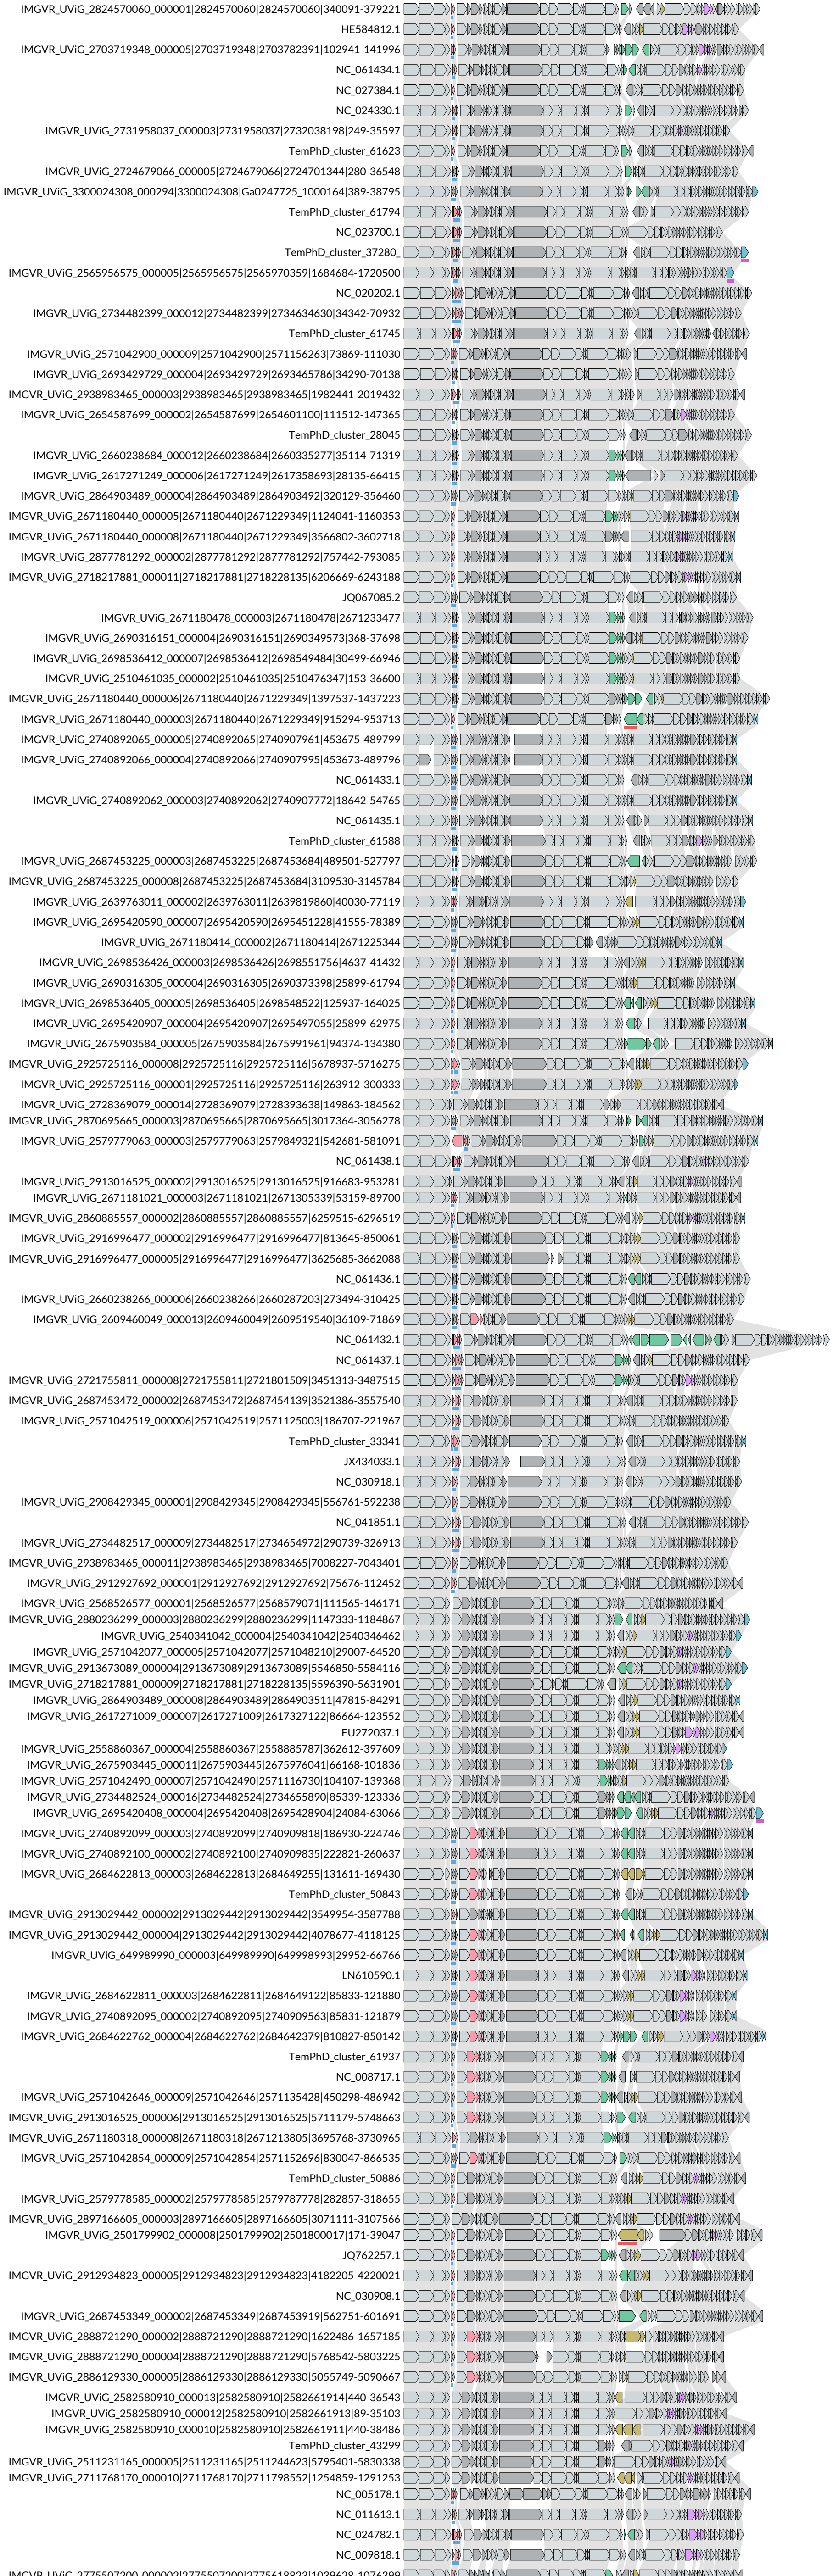 IMGVR_UViG_2824570060_000001|2824570060|2824570060|340091-379221
HE584812.1
IMGVR_UViG_2703719348_000005|2703719348|2703782391|102941-141996
NC_061434.1
NC_027384.1
NC_024330.1
IMGVR_UViG_2731958037_000003|2731958037|2732038198|249-35597
TemPhD_cluster_61623
IMGVR_UViG_2724679066_000005|2724679066|2724701344|280-36548
IMGVR_UViG_3300024308_000294|3300024308|Ga0247725_1000164|389-38795
TemPhD_cluster_61794
NC_023700.1
TemPhD_cluster_37280_
IMGVR_UViG_2565956575_000005|2565956575|2565970359|1684684-1720500
NC_020202.1
IMGVR_UViG_2734482399_000012|2734482399|2734634630|34342-70932
TemPhD_cluster_61745
IMGVR_UViG_2571042900_000009|2571042900|2571156263|73869-111030
IMGVR_UViG_2693429729_000004|2693429729|2693465786|34290-70138
IMGVR_UViG_2938983465_000003|2938983465|2938983465|1982441-2019432
IMGVR_UViG_2654587699_000002|2654587699|2654601100|111512-147365
TemPhD_cluster_28045
IMGVR_UViG_2660238684_000012|2660238684|2660335277|35114-71319
IMGVR_UViG_2617271249_000006|2617271249|2617358693|28135-66415
IMGVR_UViG_2864903489_000004|2864903489|2864903492|320129-356460
IMGVR_UViG_2671180440_000005|2671180440|2671229349|1124041-1160353
IMGVR_UViG_2671180440_000008|2671180440|2671229349|3566802-3602718
IMGVR_UViG_2877781292_000002|2877781292|2877781292|757442-793085
IMGVR_UViG_2718217881_000011|2718217881|2718228135|6206669-6243188
JQ067085.2
IMGVR_UViG_2671180478_000003|2671180478|2671233477
IMGVR_UViG_2690316151_000004|2690316151|2690349573|368-37698
IMGVR_UViG_2698536412_000007|2698536412|2698549484|30499-66946
IMGVR_UViG_2510461035_000002|2510461035|2510476347|153-36600
IMGVR_UViG_2671180440_000006|2671180440|2671229349|1397537-1437223
IMGVR_UViG_2671180440_000003|2671180440|2671229349|915294-953713
IMGVR_UViG_2740892065_000005|2740892065|2740907961|453675-489799
IMGVR_UViG_2740892066_000004|2740892066|2740907995|453673-489796
NC_061433.1
IMGVR_UViG_2740892062_000003|2740892062|2740907772|18642-54765
NC_061435.1
TemPhD_cluster_61588
IMGVR_UViG_2687453225_000003|2687453225|2687453684|489501-527797
IMGVR_UViG_2687453225_000008|2687453225|2687453684|3109530-3145784
IMGVR_UViG_2639763011_000002|2639763011|2639819860|40030-77119
IMGVR_UViG_2695420590_000007|2695420590|2695451228|41555-78389
IMGVR_UViG_2671180414_000002|2671180414|2671225344
IMGVR_UViG_2698536426_000003|2698536426|2698551756|4637-41432
IMGVR_UViG_2690316305_000004|2690316305|2690373398|25899-61794
IMGVR_UViG_2698536405_000005|2698536405|2698548522|125937-164025
IMGVR_UViG_2695420907_000004|2695420907|2695497055|25899-62975
IMGVR_UViG_2675903584_000005|2675903584|2675991961|94374-134380
IMGVR_UViG_2925725116_000008|2925725116|2925725116|5678937-5716275
IMGVR_UViG_2925725116_000001|2925725116|2925725116|263912-300333
IMGVR_UViG_2728369079_000014|2728369079|2728393638|149863-184562
IMGVR_UViG_2870695665_000003|2870695665|2870695665|3017364-3056278
IMGVR_UViG_2579779063_000003|2579779063|2579849321|542681-581091
NC_061438.1
IMGVR_UViG_2913016525_000002|2913016525|2913016525|916683-953281
IMGVR_UViG_2671181021_000003|2671181021|2671305339|53159-89700
IMGVR_UViG_2860885557_000002|2860885557|2860885557|6259515-6296519
IMGVR_UViG_2916996477_000002|2916996477|2916996477|813645-850061
IMGVR_UViG_2916996477_000005|2916996477|2916996477|3625685-3662088
NC_061436.1
IMGVR_UViG_2660238266_000006|2660238266|2660287203|273494-310425
IMGVR_UViG_2609460049_000013|2609460049|2609519540|36109-71869
NC_061432.1
NC_061437.1
IMGVR_UViG_2721755811_000008|2721755811|2721801509|3451313-3487515
IMGVR_UViG_2687453472_000002|2687453472|2687454139|3521386-3557540
IMGVR_UViG_2571042519_000006|2571042519|2571125003|186707-221967
TemPhD_cluster_33341
JX434033.1
NC_030918.1
IMGVR_UViG_2908429345_000001|2908429345|2908429345|556761-592238
NC_041851.1
IMGVR_UViG_2734482517_000009|2734482517|2734654972|290739-326913
IMGVR_UViG_2938983465_000011|2938983465|2938983465|7008227-7043401
IMGVR_UViG_2912927692_000001|2912927692|2912927692|75676-112452
IMGVR_UViG_2568526577_000001|2568526577|2568579071|111565-146171
IMGVR_UViG_2880236299_000003|2880236299|2880236299|1147333-1184867
IMGVR_UViG_2540341042_000004|2540341042|2540346462
IMGVR_UViG_2571042077_000005|2571042077|2571048210|29007-64520
IMGVR_UViG_2913673089_000004|2913673089|2913673089|5546850-5584116
IMGVR_UViG_2718217881_000009|2718217881|2718228135|5596390-5631901
IMGVR_UViG_2864903489_000008|2864903489|2864903511|47815-84291
IMGVR_UViG_2617271009_000007|2617271009|2617327122|86664-123552
EU272037.1
IMGVR_UViG_2558860367_000004|2558860367|2558885787|362612-397609
IMGVR_UViG_2675903445_000011|2675903445|2675976041|66168-101836
IMGVR_UViG_2571042490_000007|2571042490|2571116730|104107-139368
IMGVR_UViG_2734482524_000016|2734482524|2734655890|85339-123336
IMGVR_UViG_2695420408_000004|2695420408|2695428904|24084-63066
IMGVR_UViG_2740892099_000003|2740892099|2740909818|186930-224746
IMGVR_UViG_2740892100_000002|2740892100|2740909835|222821-260637
IMGVR_UViG_2684622813_000003|2684622813|2684649255|131611-169430
TemPhD_cluster_50843
IMGVR_UViG_2913029442_000002|2913029442|2913029442|3549954-3587788
IMGVR_UViG_2913029442_000004|2913029442|2913029442|4078677-4118125
IMGVR_UViG_649989990_000003|649989990|649998993|29952-66766
LN610590.1
IMGVR_UViG_2684622811_000003|2684622811|2684649122|85833-121880
IMGVR_UViG_2740892095_000002|2740892095|2740909563|85831-121879
IMGVR_UViG_2684622762_000004|2684622762|2684642379|810827-850142
TemPhD_cluster_61937
NC_008717.1
IMGVR_UViG_2571042646_000009|2571042646|2571135428|450298-486942
IMGVR_UViG_2913016525_000006|2913016525|2913016525|5711179-5748663
IMGVR_UViG_2671180318_000008|2671180318|2671213805|3695768-3730965
IMGVR_UViG_2571042854_000009|2571042854|2571152696|830047-866535
TemPhD_cluster_50886
IMGVR_UViG_2579778585_000002|2579778585|2579787778|282857-318655
IMGVR_UViG_2897166605_000003|2897166605|2897166605|3071111-3107566
IMGVR_UViG_2501799902_000008|2501799902|2501800017|171-39047
JQ762257.1
IMGVR_UViG_2912934823_000005|2912934823|2912934823|4182205-4220021
NC_030908.1
IMGVR_UViG_2687453349_000002|2687453349|2687453919|562751-601691
IMGVR_UViG_2888721290_000002|2888721290|2888721290|1622486-1657185
IMGVR_UViG_2888721290_000004|2888721290|2888721290|5768542-5803225
IMGVR_UViG_2886129330_000005|2886129330|2886129330|5055749-5090667
IMGVR_UViG_2582580910_000013|2582580910|2582661914|440-36543
IMGVR_UViG_2582580910_000012|2582580910|2582661913|89-35103
IMGVR_UViG_2582580910_000010|2582580910|2582661911|440-38486
TemPhD_cluster_43299
IMGVR_UViG_2511231165_000005|2511231165|2511244623|5795401-5830338
IMGVR_UViG_2711768170_000010|2711768170|2711798552|1254859-1291253
NC_005178.1
NC_011613.1
NC_024782.1
NC_009818.1